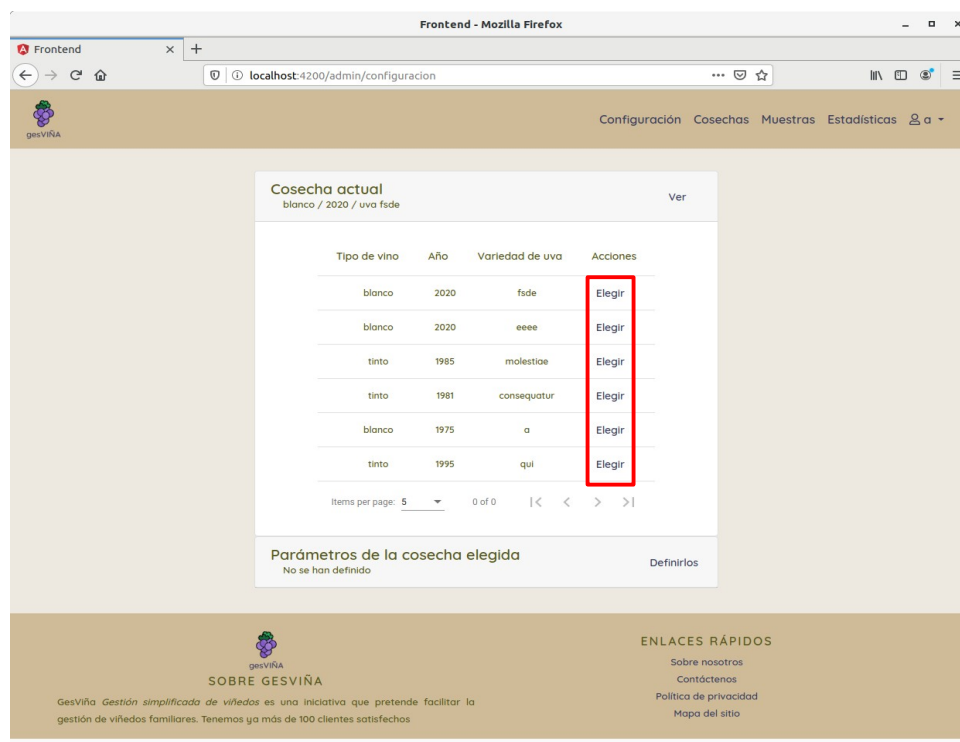 Frontend - Mozilla Firefox
Frontend
localhost:4200/admin/configuracion
gesVIÑA
Configuración Cosechas Muestras Estadísticas a
Cosecha actual
blanco / 2020 / uva fsde
Ver
Tipo de vino Año Variedad de uva Acciones
blanco 2020 fsde Elegir
blanco 2020 eeee Elegir
tinto 1985 molestiae Elegir
tinto 1981 consequatur Elegir
blanco 1975 a Elegir
tinto 1995 qui Elegir
Items per page: 5 0 of 0
Parámetros de la cosecha elegida
No se han definido
Definirlos
gesVIÑA
SOBRE GESVIÑA
GesViña Gestión simplificada de viñedos es una iniciativa que pretende facilitar la
gestión de viñedos familiares. Tenemos ya más de 100 clientes satisfechos
ENLACES RÁPIDOS
Sobre nosotros
Contáctenos
Política de privacidad
Mapa del sitio